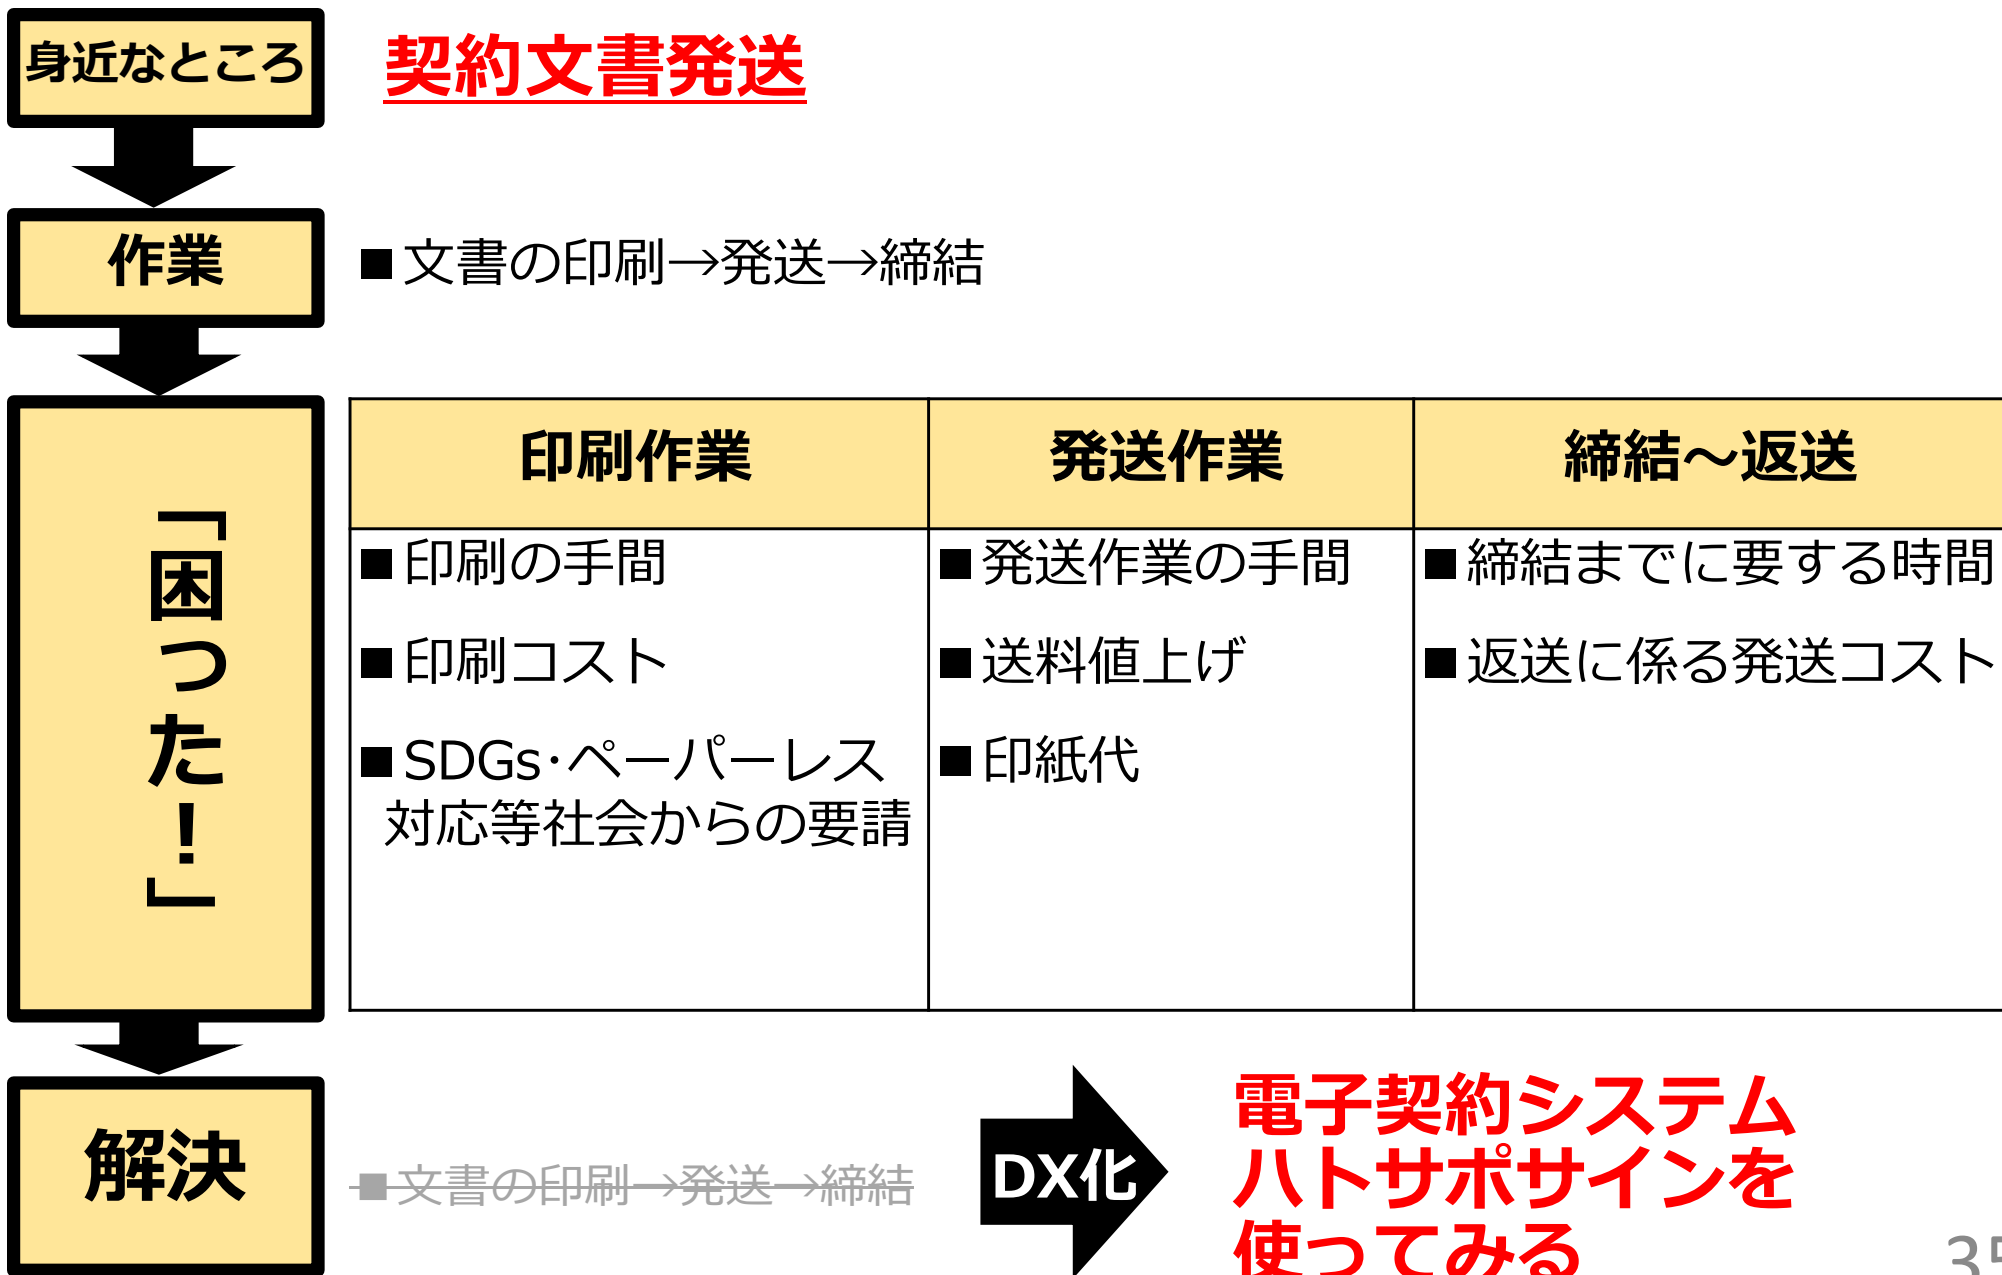 身近なところ
契約文書発送
作業
■文書の印刷→発送→締結
「困った！」
印刷作業
発送作業
締結～返送
■印刷の手間
■印刷コスト
■SDGs･ペーパーレス
対応等社会からの要請
■発送作業の手間
■送料値上げ
■印紙代
■締結までに要する時間
■返送に係る発送コスト
解決
■文書の印刷→発送→締結
DX化
電子契約システム
ハトサポサインを
使ってみる